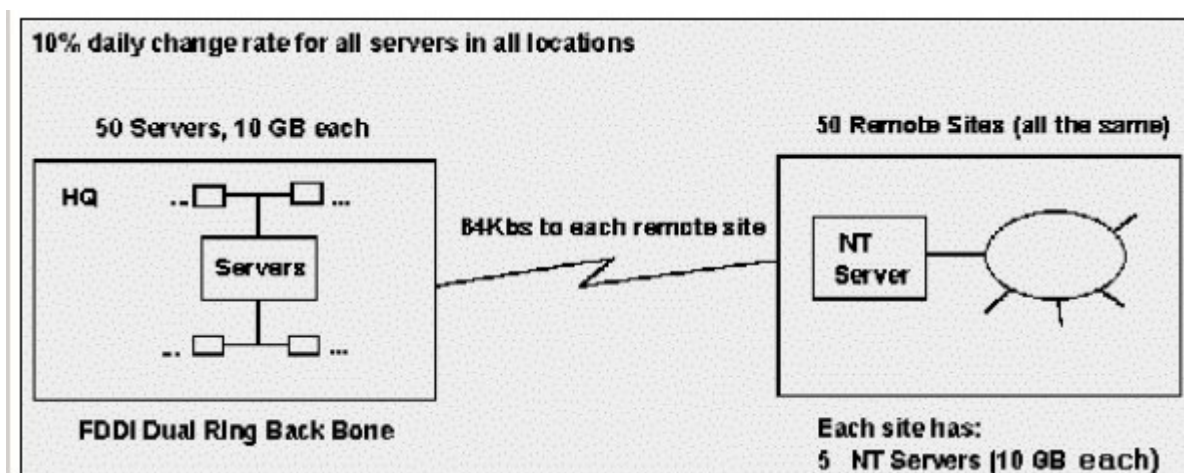 10% daily change rate for all servers in all locations
50 Servers, 10 GB each
50 Remote Sites (all the same)
HQ
... ...
Servers
... ...
64Kbs to each remote site
NT
Server
FDDI Dual Ring Back Bone
Each site has:
5 NT Servers (10 GB each)